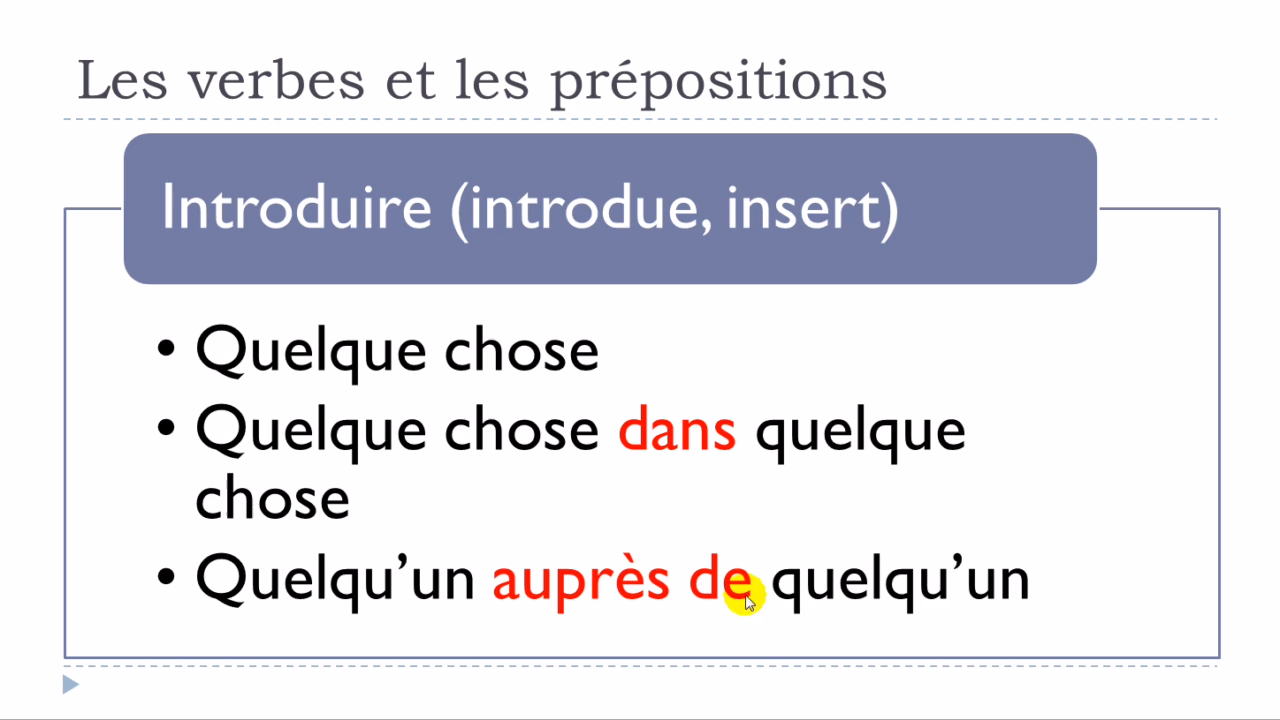 Les verbes et les prépositions
Introduire (introdue, insert)
• Quelque chose
• Quelque chose dans quelque
chose
• Quelqu’un auprès de quelqu’un